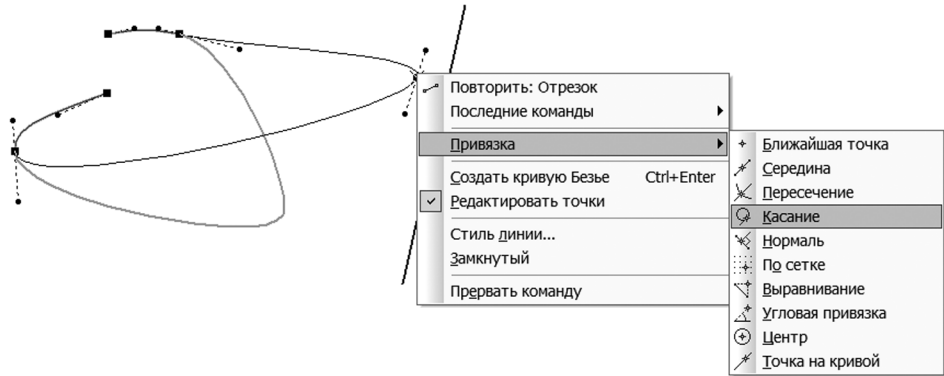 Повторить: Отрезок
Последние команды
Привязка
Создать кривую Безье Ctrl+Enter
Редактировать точки
Стиль линии...
Замкнутый
Прервать команду
Ближайшая точка
Середина
Пересечение
Касание
Нормаль
По сетке
Выравнивание
Угловая привязка
Центр
Точка на кривой